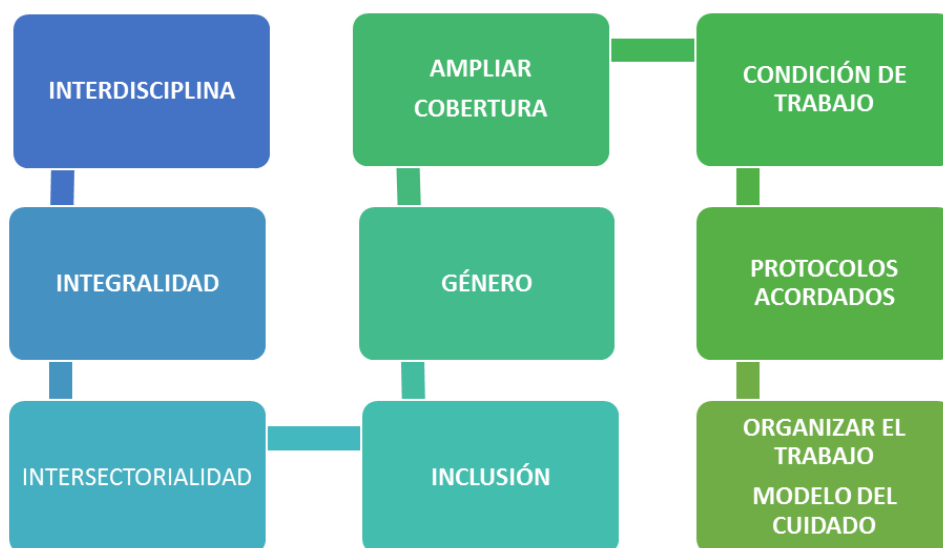 INTERDISCIPLINA
INTEGRALIDAD
INTERSECTORIALIDAD
INCLUSIÓN
GÉNERO
AMPLIAR
COBERTURA
CONDICIÓN DE
TRABAJO
PROTOCOLOS
ACORDADOS
ORGANIZAR EL
TRABAJO
MODELO DEL
CUIDADO